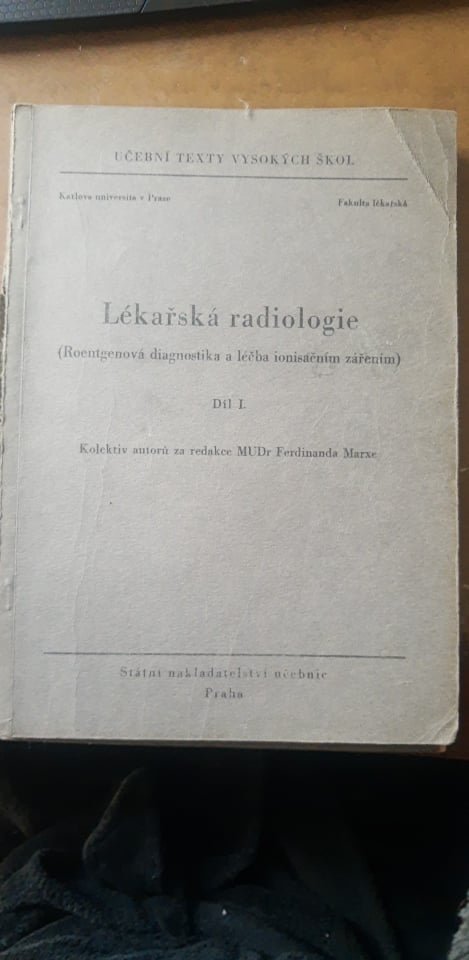 UČEBNÍ TEXTY VYSOKÝCH ŠKOL
Karlova universita v Praze
Fakulta lékařská
Lékařská radiologie
(Roentgenová diagnostika a léčba ionisačním zářením)
Díl I.
Kolektiv autorů za redakce MUDr Ferdinanda Marxe
Státní nakladatelství učebnic
Praha